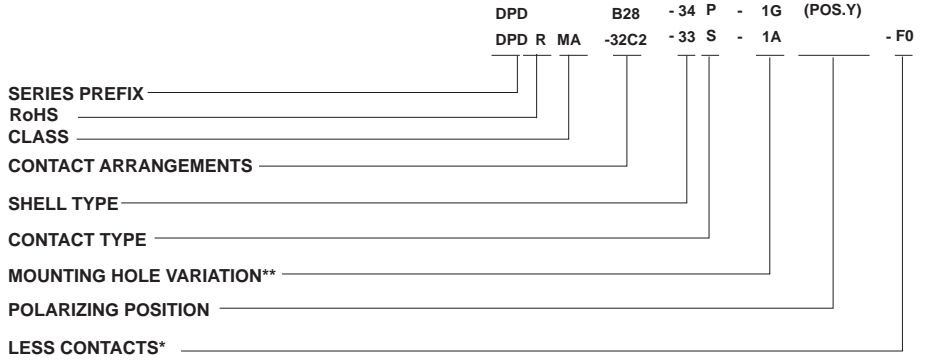 DPD B28 - 34 P - 1G (POS.Y)
DPD R MA -32C2 - 33 S - 1A - F0
SERIES PREFIX
RoHS
CLASS
CONTACT ARRANGEMENTS
SHELL TYPE
CONTACT TYPE
MOUNTING HOLE VARIATION**
POLARIZING POSITION
LESS CONTACTS*